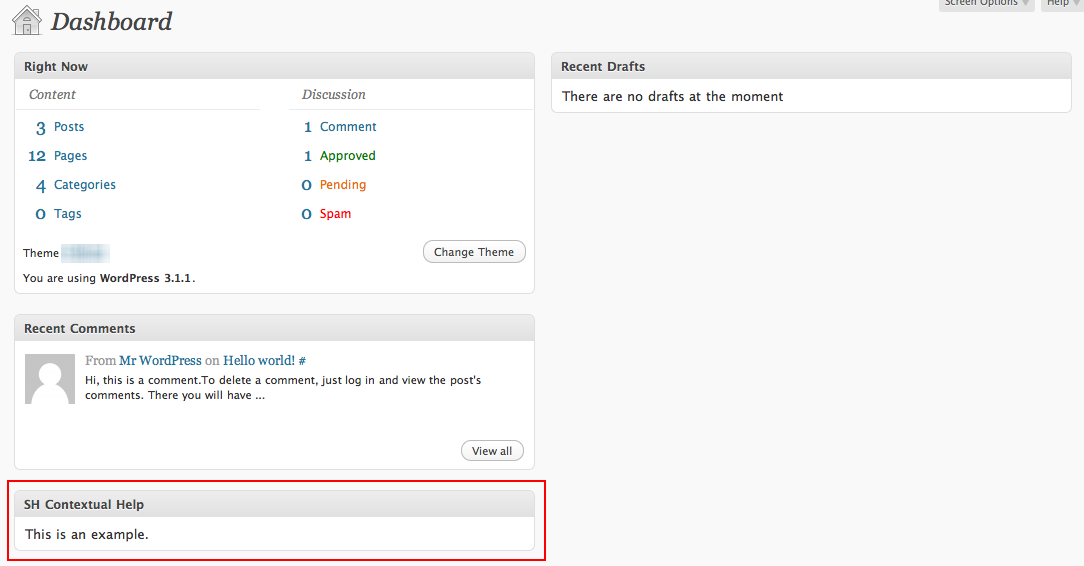 Screen Options
Help
Dashboard
Right Now
Content
3 Posts
12 Pages
4 Categories
0 Tags
Discussion
1 Comment
1 Approved
0 Pending
0 Spam
Theme
Change Theme
You are using WordPress 3.1.1.
Recent Comments
From Mr WordPress on Hello world! #
Hi, this is a comment.To delete a comment, just log in and view the post's
comments. There you will have ...
View all
SH Contextual Help
This is an example.
Recent Drafts
There are no drafts at the moment